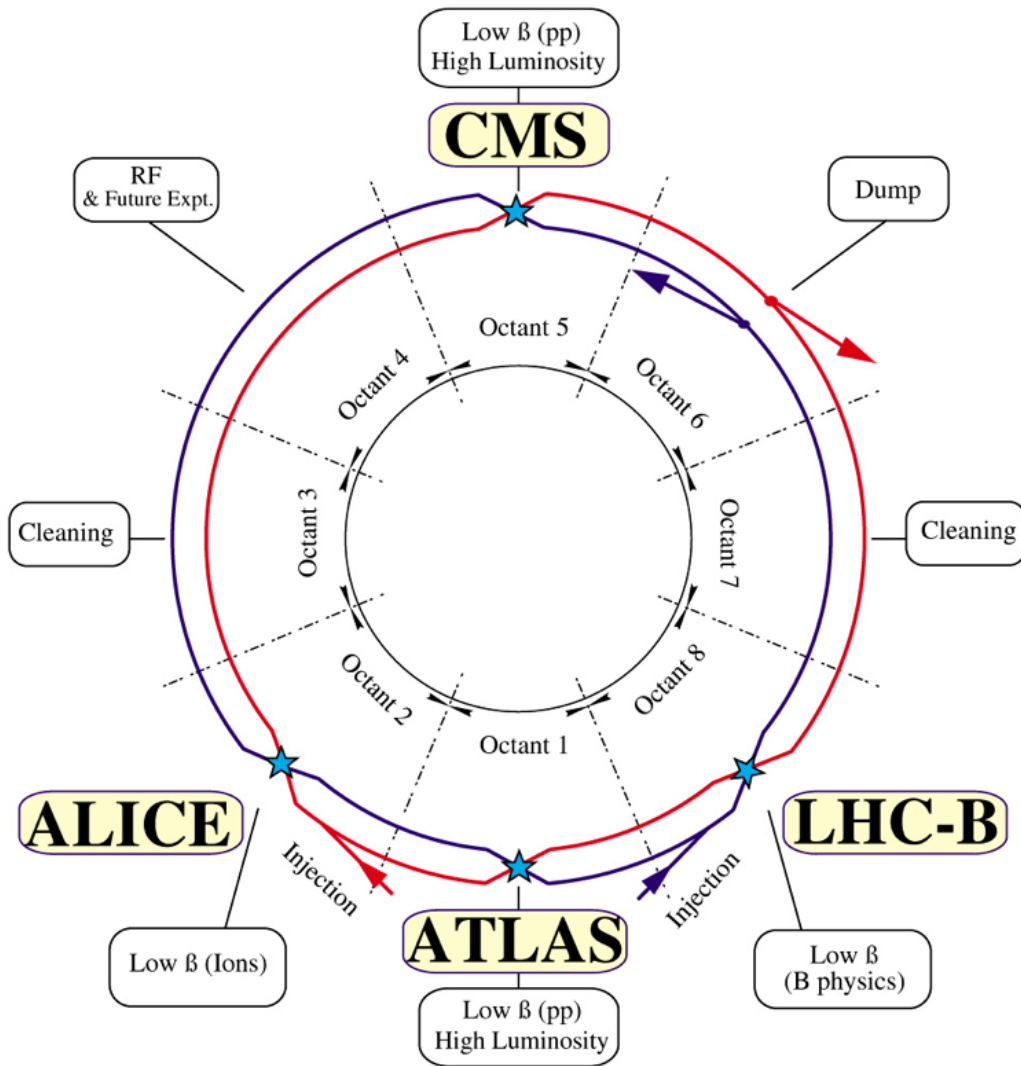 Low ß (pp)
High Luminosity
CMS
RF
& Future Expt.
Dump
Octant 5
Octant 4
Octant 6
Cleaning
Octant 3
Octant 7
Cleaning
Octant 2
Octant 8
Octant 1
ALICE
LHC-B
Injection
Injection
ATLAS
Low ß (Ions)
Low ß
(B physics)
Low ß (pp)
High Luminosity